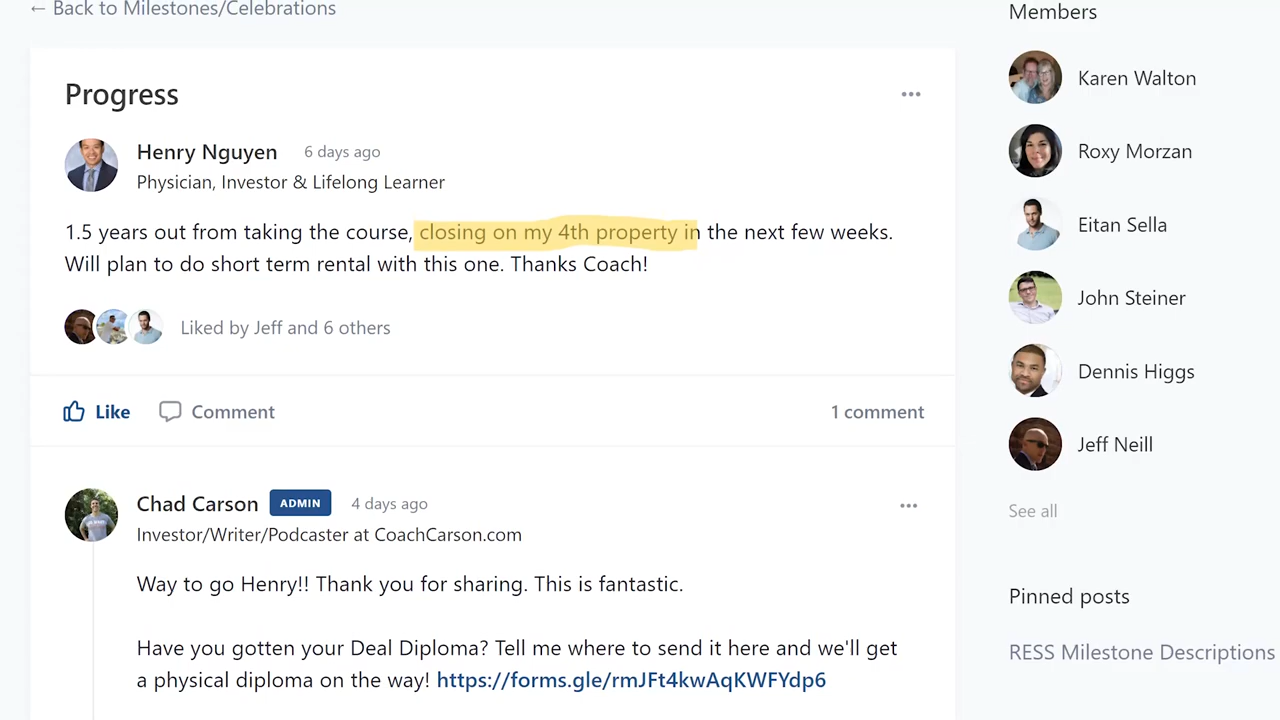 ← Back to Milestones/Celebrations
Progress
Henry Nguyen 6 days ago
Physician, Investor & Lifelong Learner
1.5 years out from taking the course, closing on my 4th property in the next few weeks.
Will plan to do short term rental with this one. Thanks Coach!
Liked by Jeff and 6 others
Like Comment 1 comment
Chad Carson ADMIN 4 days ago
Investor/Writer/Podcaster at CoachCarson.com
Way to go Henry!! Thank you for sharing. This is fantastic.
Have you gotten your Deal Diploma? Tell me where to send it here and we'll get
a physical diploma on the way! https://forms.gle/rmJFt4kwAqKWFYdp6
Members
Karen Walton
Roxy Morzan
Eitan Sella
John Steiner
Dennis Higgs
Jeff Neill
See all
Pinned posts
RESS Milestone Descriptions